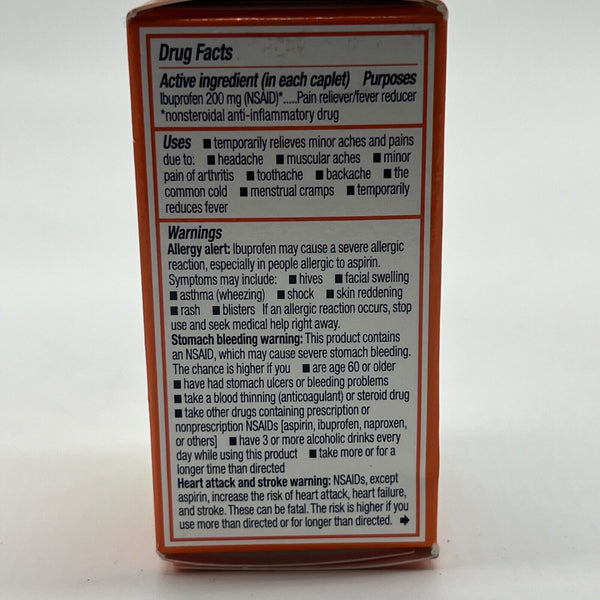 Drug Facts
Active ingredient (in each caplet) Purposes
Ibuprofen 200 mg (NSAID)*.....Pain reliever/fever reducer
*nonsteroidal anti-inflammatory drug
Uses ■ temporarily relieves minor aches and pains
due to: ■ headache ■ muscular aches ■ minor
pain of arthritis ■ toothache ■ backache ■ the
common cold ■ menstrual cramps ■ temporarily
reduces fever
Warnings
Allergy alert: Ibuprofen may cause a severe allergic
reaction, especially in people allergic to aspirin.
Symptoms may include: ■ hives ■ facial swelling
■ asthma (wheezing) ■ shock ■ skin reddening
■ rash ■ blisters If an allergic reaction occurs, stop
use and seek medical help right away.
Stomach bleeding warning: This product contains
an NSAID, which may cause severe stomach bleeding.
The chance is higher if you ■ are age 60 or older
■ have had stomach ulcers or bleeding problems
■ take a blood thinning (anticoagulant) or steroid drug
■ take other drugs containing prescription or
nonprescription NSAIDs [aspirin, ibuprofen, naproxen,
or others] ■ have 3 or more alcoholic drinks every
day while using this product ■ take more or for a
longer time than directed
Heart attack and stroke warning: NSAIDs, except
aspirin, increase the risk of heart attack, heart failure,
and stroke. These can be fatal. The risk is higher if you
use more than directed or for longer than directed. ➔